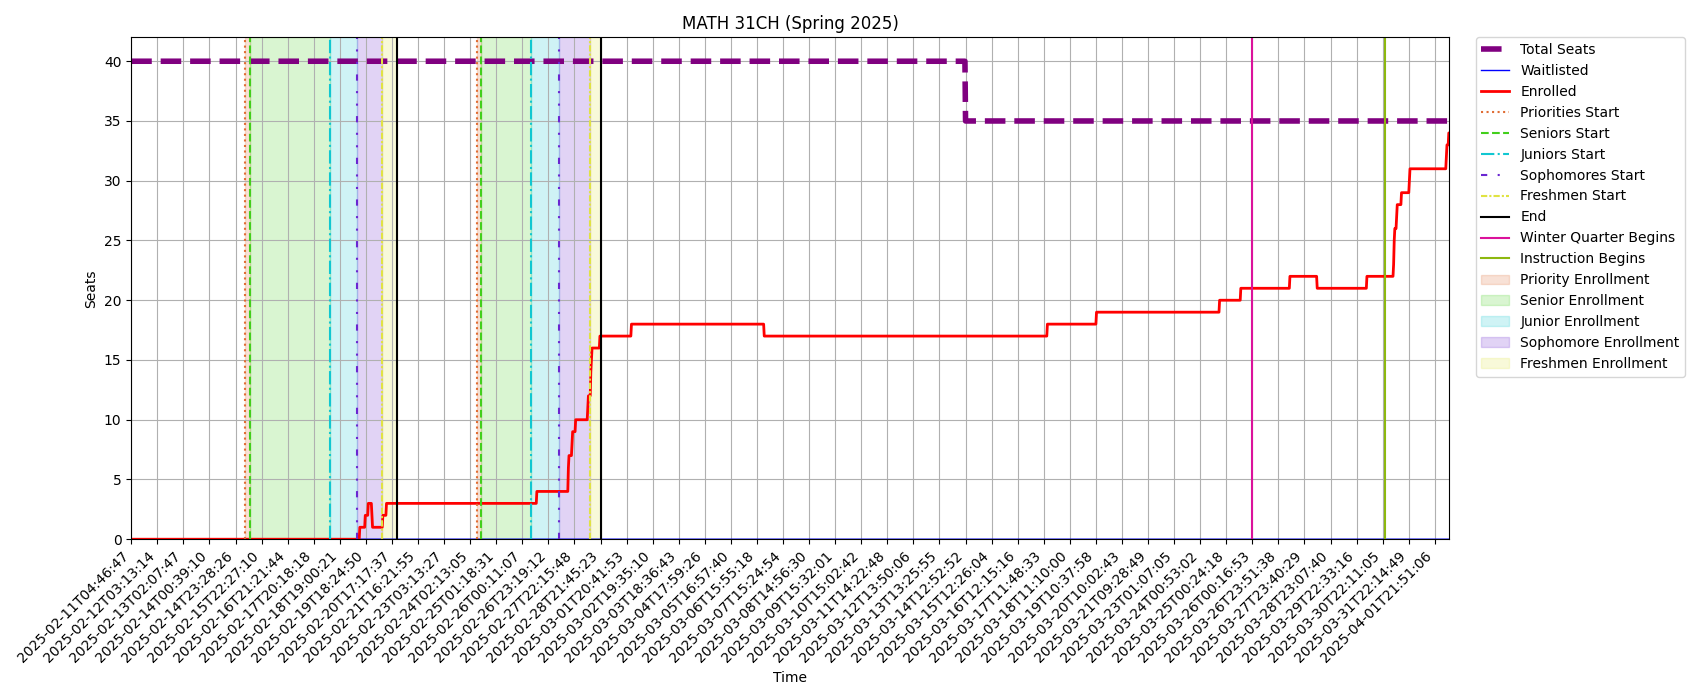 MATH 31CH (Spring 2025)
Seats
40
35
30
25
20
15
10
5
0
2025-02-11T04:46:47
2025-02-12T03:13:14
2025-02-13T02:07:47
2025-02-14T00:39:10
2025-02-14T23:28:26
2025-02-15T22:27:10
2025-02-16T21:21:44
2025-02-17T20:18:18
2025-02-18T19:00:21
2025-02-19T18:24:50
2025-02-20T17:17:37
2025-02-21T16:21:55
2025-02-23T03:13:27
2025-02-24T02:13:05
2025-02-25T01:18:31
2025-02-26T00:11:07
2025-02-26T23:19:12
2025-02-27T22:15:48
2025-02-28T21:45:23
2025-03-01T20:41:53
2025-03-02T19:35:10
2025-03-03T18:36:43
2025-03-04T17:59:26
2025-03-05T16:57:40
2025-03-06T15:55:18
2025-03-07T15:24:54
2025-03-08T14:56:30
2025-03-09T15:32:01
2025-03-10T15:02:42
2025-03-11T14:22:48
2025-03-12T13:50:06
2025-03-13T13:25:55
2025-03-14T12:52:52
2025-03-15T12:26:04
2025-03-16T12:15:16
2025-03-17T11:48:33
2025-03-18T11:10:00
2025-03-19T10:37:58
2025-03-20T10:02:43
2025-03-21T09:28:49
2025-03-23T01:07:05
2025-03-24T00:53:02
2025-03-25T00:24:18
2025-03-26T00:16:53
2025-03-26T23:51:38
2025-03-27T23:40:29
2025-03-28T23:07:40
2025-03-29T22:33:16
2025-03-30T22:11:05
2025-03-31T22:14:49
2025-04-01T21:51:06
Time
Total Seats
Waitlisted
Enrolled
Priorities Start
Seniors Start
Juniors Start
Sophomores Start
Freshmen Start
End
Winter Quarter Begins
Instruction Begins
Priority Enrollment
Senior Enrollment
Junior Enrollment
Sophomore Enrollment
Freshmen Enrollment